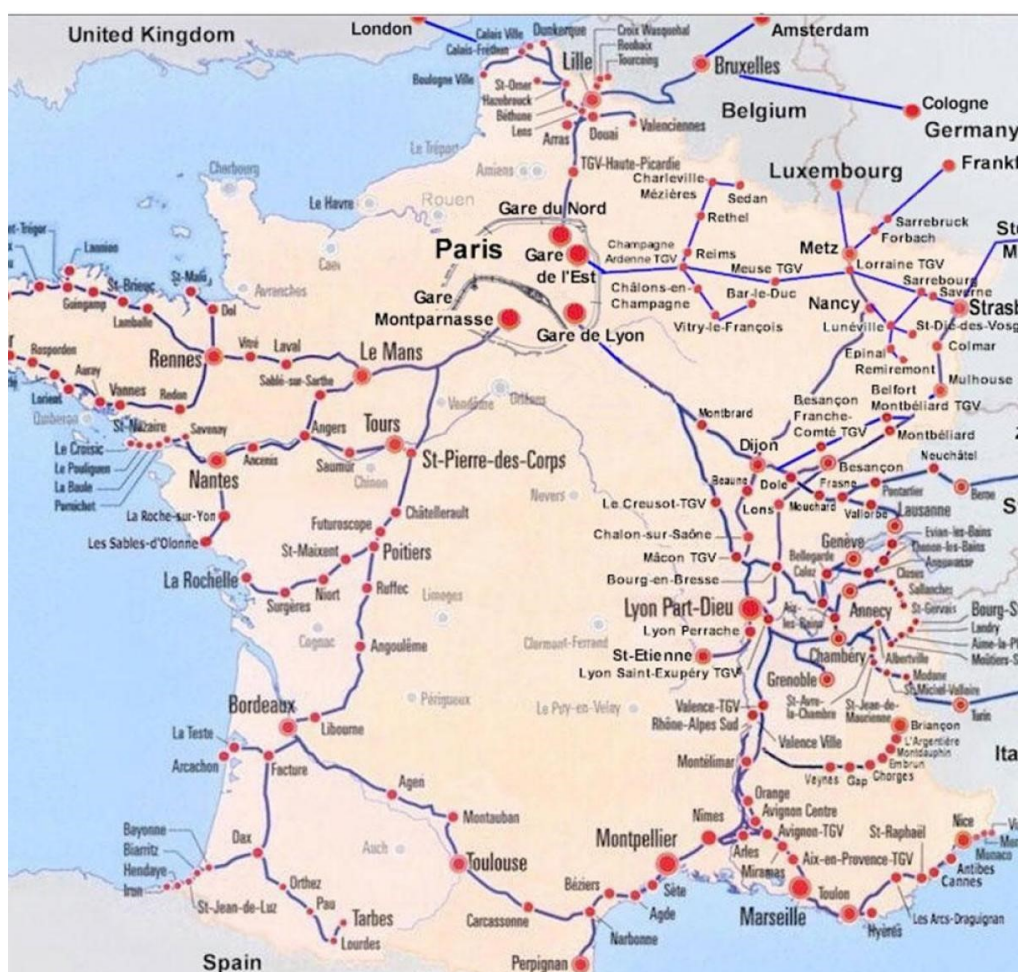 United Kingdom
London
Amsterdam
Calais Ville
Dunkerque
Croix Wasquehal
Roubaix
Tourcoing
Calais-Fréthun
Lille
Bruxelles
Boulogne Ville
St-Omer
Hazebrouck
Béthune
Lens
Belgium
Cologne
Germany
Arras
Douai
Valenciennes
Le Tréport
Amiens
TGV-Haute-Picardie
Charleville
Mézières
Sedan
Luxembourg
Frankf
Cherbourg
Le Havre
Rouen
Gare du Nord
Rethel
Sarrebruck
Forbach
Paris
Gare
de l'Est
Champagne
Ardenne TGV
Reims
Metz
Lorraine TGV
Meuse TGV
Caen
Lannion
Guingamp
St-Brieuc
Lamballe
St-Malo
Dol
Avranches
Gare
Montparnasse
Gare de Lyon
Châlons-en-
Champagne
Bar-le-Duc
Vitry-le-François
Nancy
Sarrebourg
Saverne
Strasb
Lunéville
St-Dié-des-Vosg
Epinal
Remiremont
Colmar
Rennes
Vitré
Laval
Le Mans
Sablé-sur-Sarthe
Rosporden
Lorient
Auray
Vannes
Redon
Quiberon
St-Nazaire
Savenay
Le Croisic
Le Pouliguen
La Baule
Pornichet
Nantes
Ancenis
Angers
Saumur
Tours
Chinon
Vendôme
Orléans
St-Pierre-des-Corps
Montbrard
Belfort
Mulhouse
Besançon
Franche-
Comté TGV
Montbéliard TGV
Montbéliard
Dijon
Beaune
Dole
Besançon
Neuchâtel
Frasne
Pontarlier
Berne
Nevers
Le Creusot-TGV
Lons
Mouchard
Vallorbe
Lausanne
Châtellerault
Futuroscope
Poitiers
La Roche-sur-Yon
Les Sables-d'Olonne
St-Maixent
Niort
La Rochelle
Surgères
Ruffec
Chalon-sur-Saône
Mâcon TGV
Bourg-en-Bresse
Genève
Bellegarde
Culoz
Evian-les-Bains
Thonon-les-Bains
Annemasse
Cluses
Sallanches
St-Gervais
Annecy
Aix-
les-Bains
Bourg-S
Landry
Aime-la-Pl
Moûtiers-S
Limoges
Clermont-Ferrand
Lyon Part-Dieu
Lyon Perrache
St-Etienne
Lyon Saint-Exupéry TGV
Chambéry
Albertville
Modane
Grenoble
St-Avre-
la-Chambre
St-Jean-de-
Maurienne
St-Michel-Valloire
Turin
Cognac
Angoulême
Périgueux
Le Puy-en-Velay
Bordeaux
Libourne
La Teste
Arcachon
Facture
Valence-TGV
Rhône-Alpes Sud
Valence Ville
Montélimar
Briançon
L'Argentière
Montdauphin
Embrun
Chorges
Gap
Veynes
Ita
Agen
Montauban
Auch
Toulouse
Bayonne
Biarritz
Hendaye
Iron
St-Jean-de-Luz
Dax
Orthez
Pau
Lourdes
Tarbes
Orange
Avignon Centre
Avignon-TGV
Nîmes
Arles
Miramas
Aix-en-Provence-TGV
Montpellier
Sète
Agde
Béziers
Narbonne
Carcassonne
Perpignan
Marseille
Toulon
Hyères
Les Arcs-Draguignan
St-Raphaël
Cannes
Antibes
Nice
Monaco
Spain